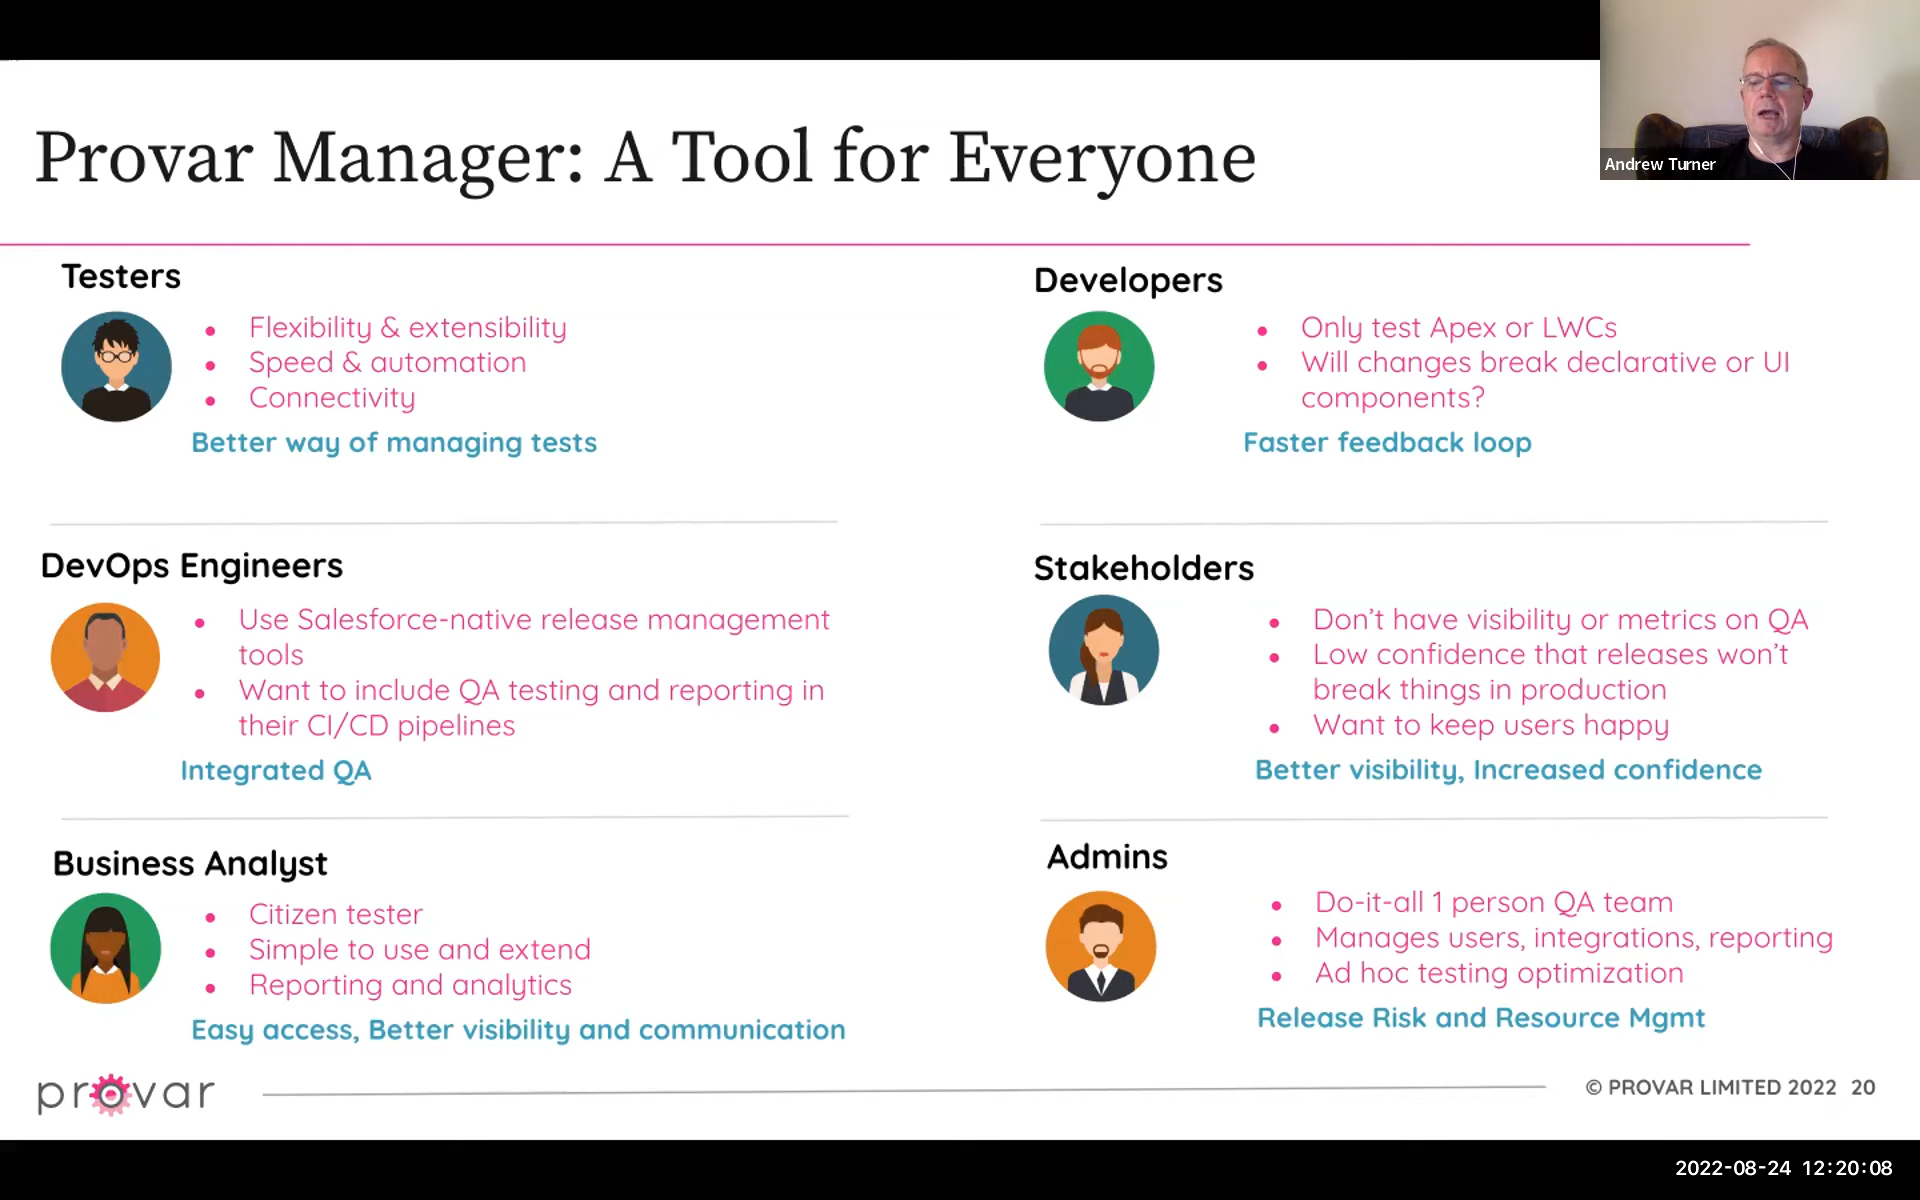 Provar Manager: A Tool for Everyone
Andrew Turner
Testers
Flexibility & extensibility
Speed & automation
Connectivity
Better way of managing tests
Developers
Only test Apex or LWCs
Will changes break declarative or UI
components?
Faster feedback loop
DevOps Engineers
Use Salesforce-native release management
tools
Want to include QA testing and reporting in
their CI/CD pipelines
Integrated QA
Stakeholders
Don't have visibility or metrics on QA
Low confidence that releases won't
break things in production
Want to keep users happy
Better visibility, Increased confidence
Business Analyst
Citizen tester
Simple to use and extend
Reporting and analytics
Easy access, Better visibility and communication
Admins
Do-it-all 1 person QA team
Manages users, integrations, reporting
Ad hoc testing optimization
Release Risk and Resource Mgmt
provar
© PROVAR LIMITED 2022 20
2022-08-24 12:20:08